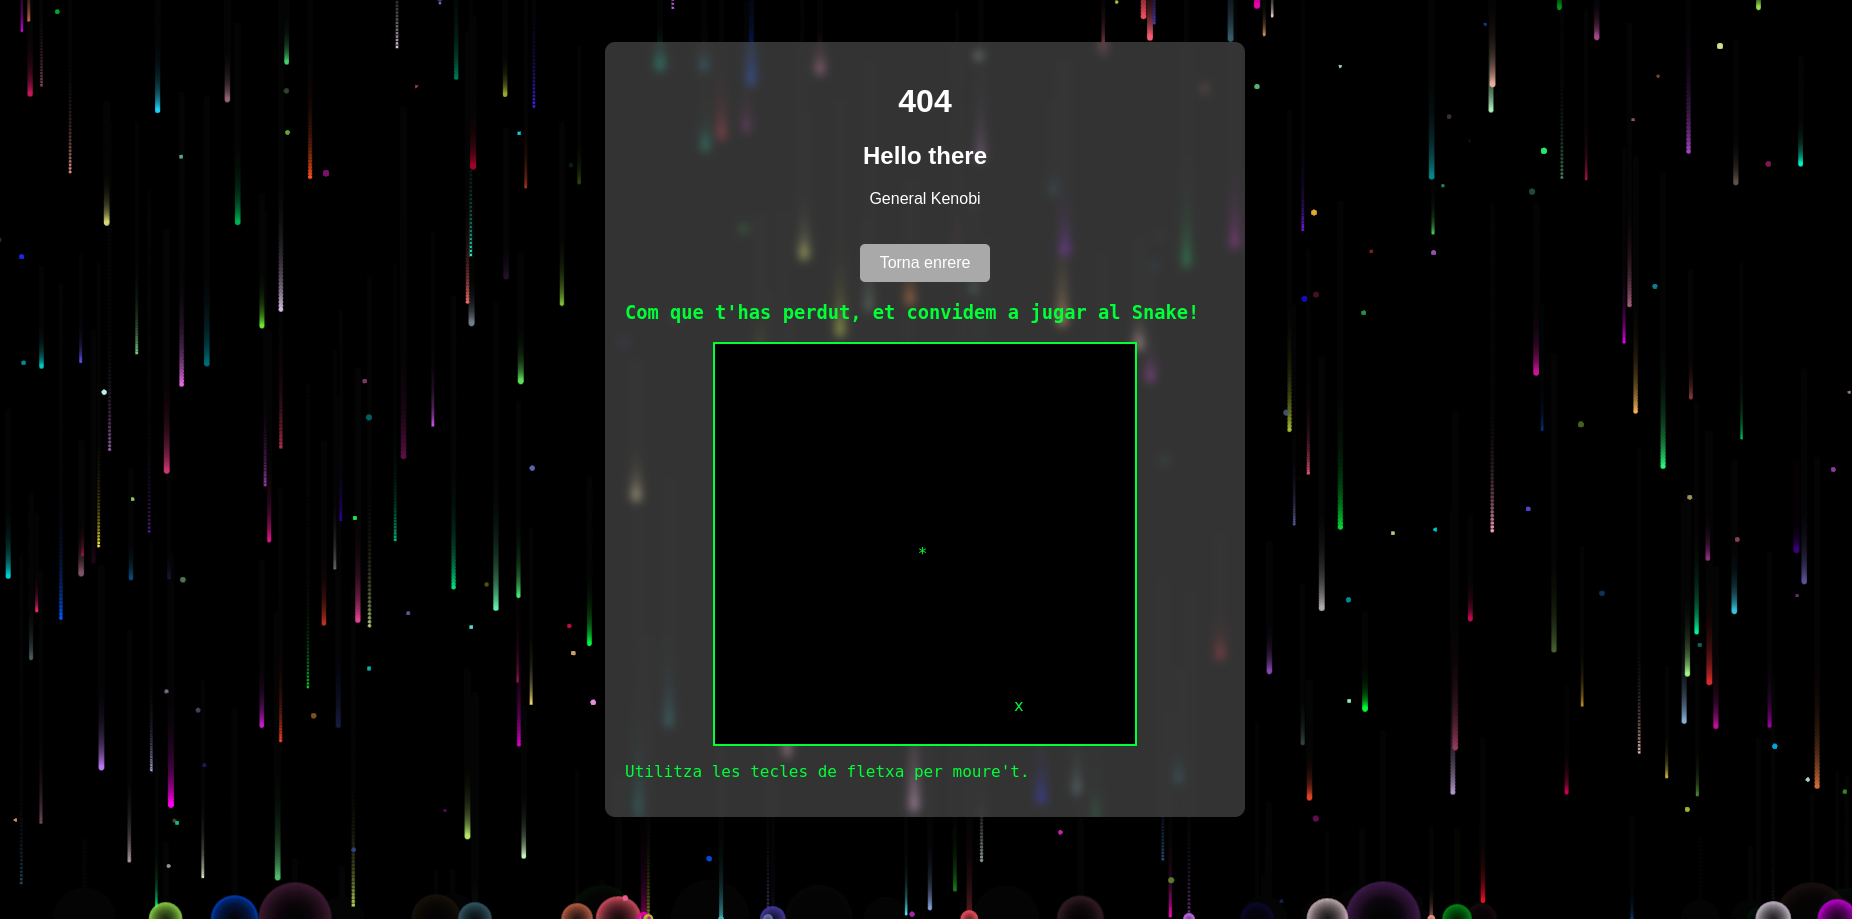 404
Hello there
General Kenobi
Torna enrere
Com que t'has perdut, et convidem a jugar al Snake!
*
x
Utilitza les tecles de fletxa per moure't.